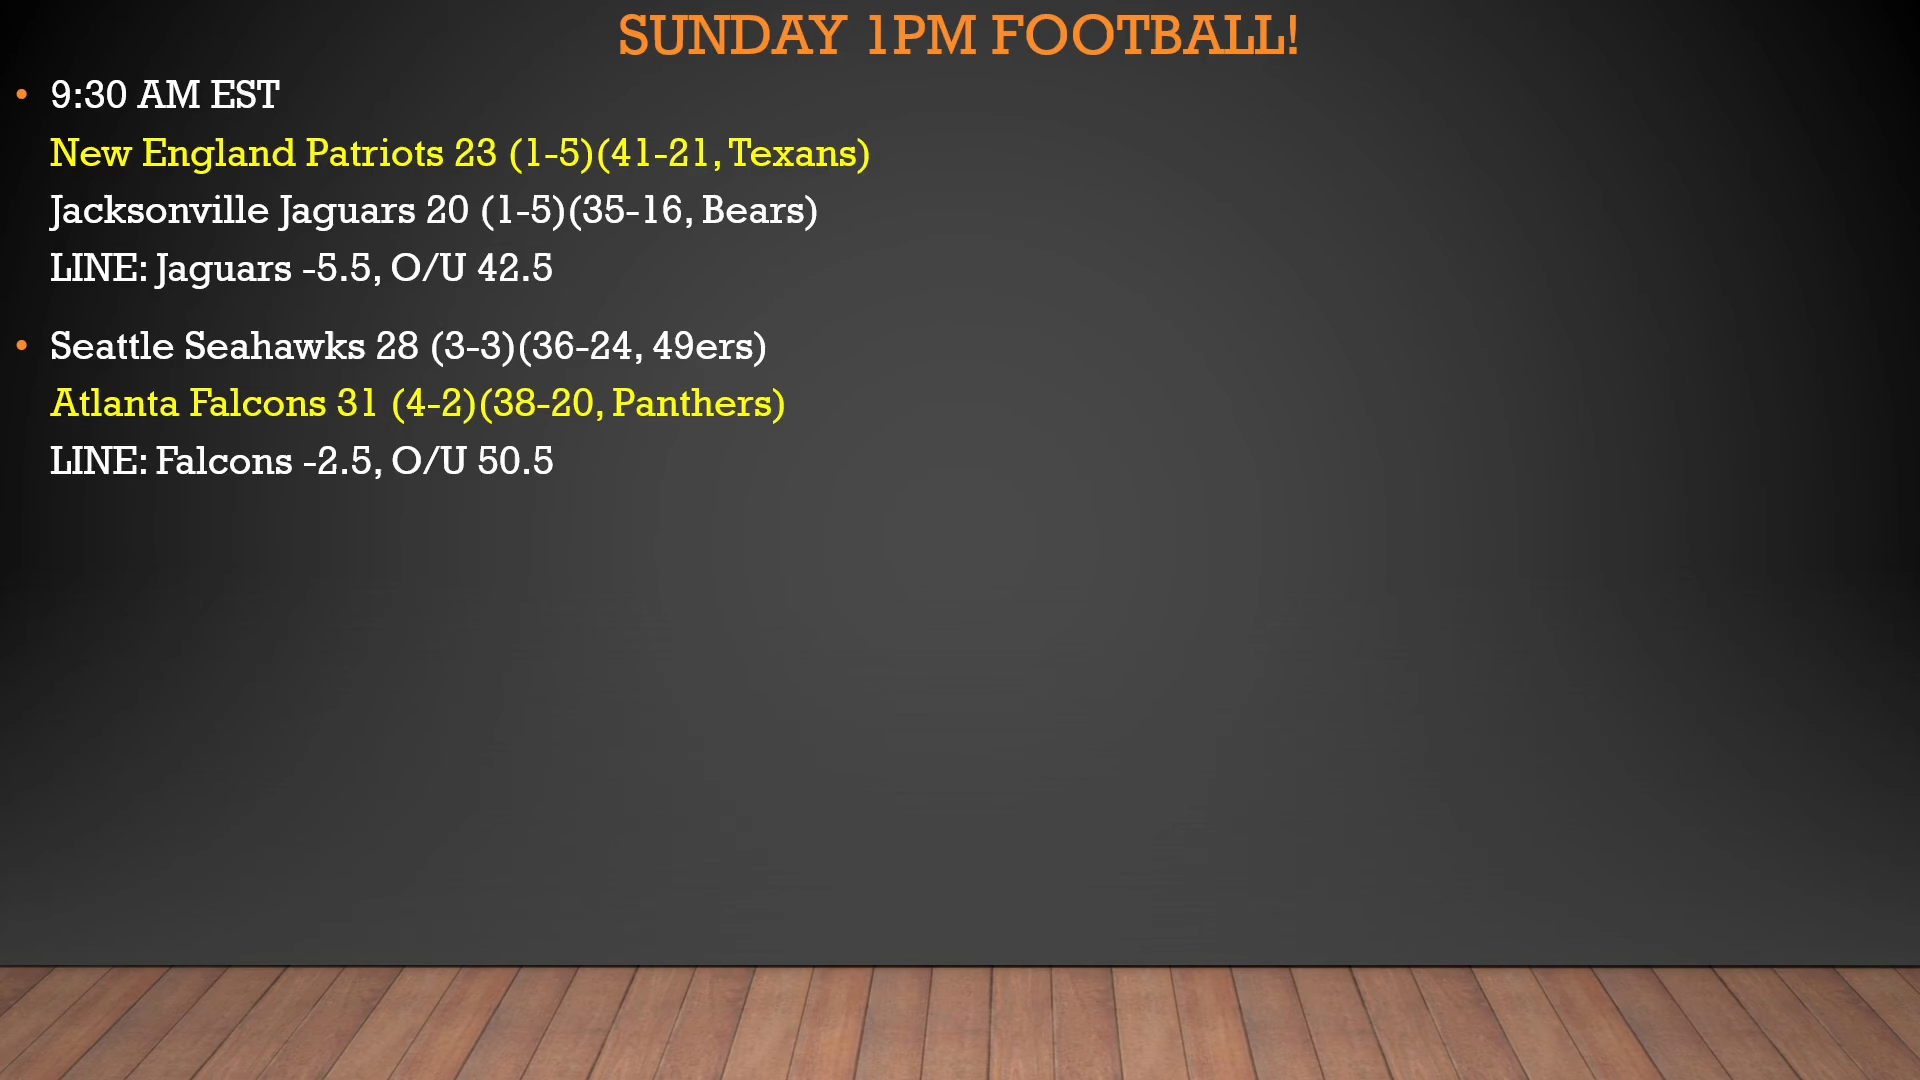 SUNDAY 1PM FOOTBALL!
• 9:30 AM EST
New England Patriots 23 (1-5)(41-21, Texans)
Jacksonville Jaguars 20 (1-5)(35-16, Bears)
LINE: Jaguars -5.5, O/U 42.5
• Seattle Seahawks 28 (3-3)(36-24, 49ers)
Atlanta Falcons 31 (4-2)(38-20, Panthers)
LINE: Falcons -2.5, O/U 50.5